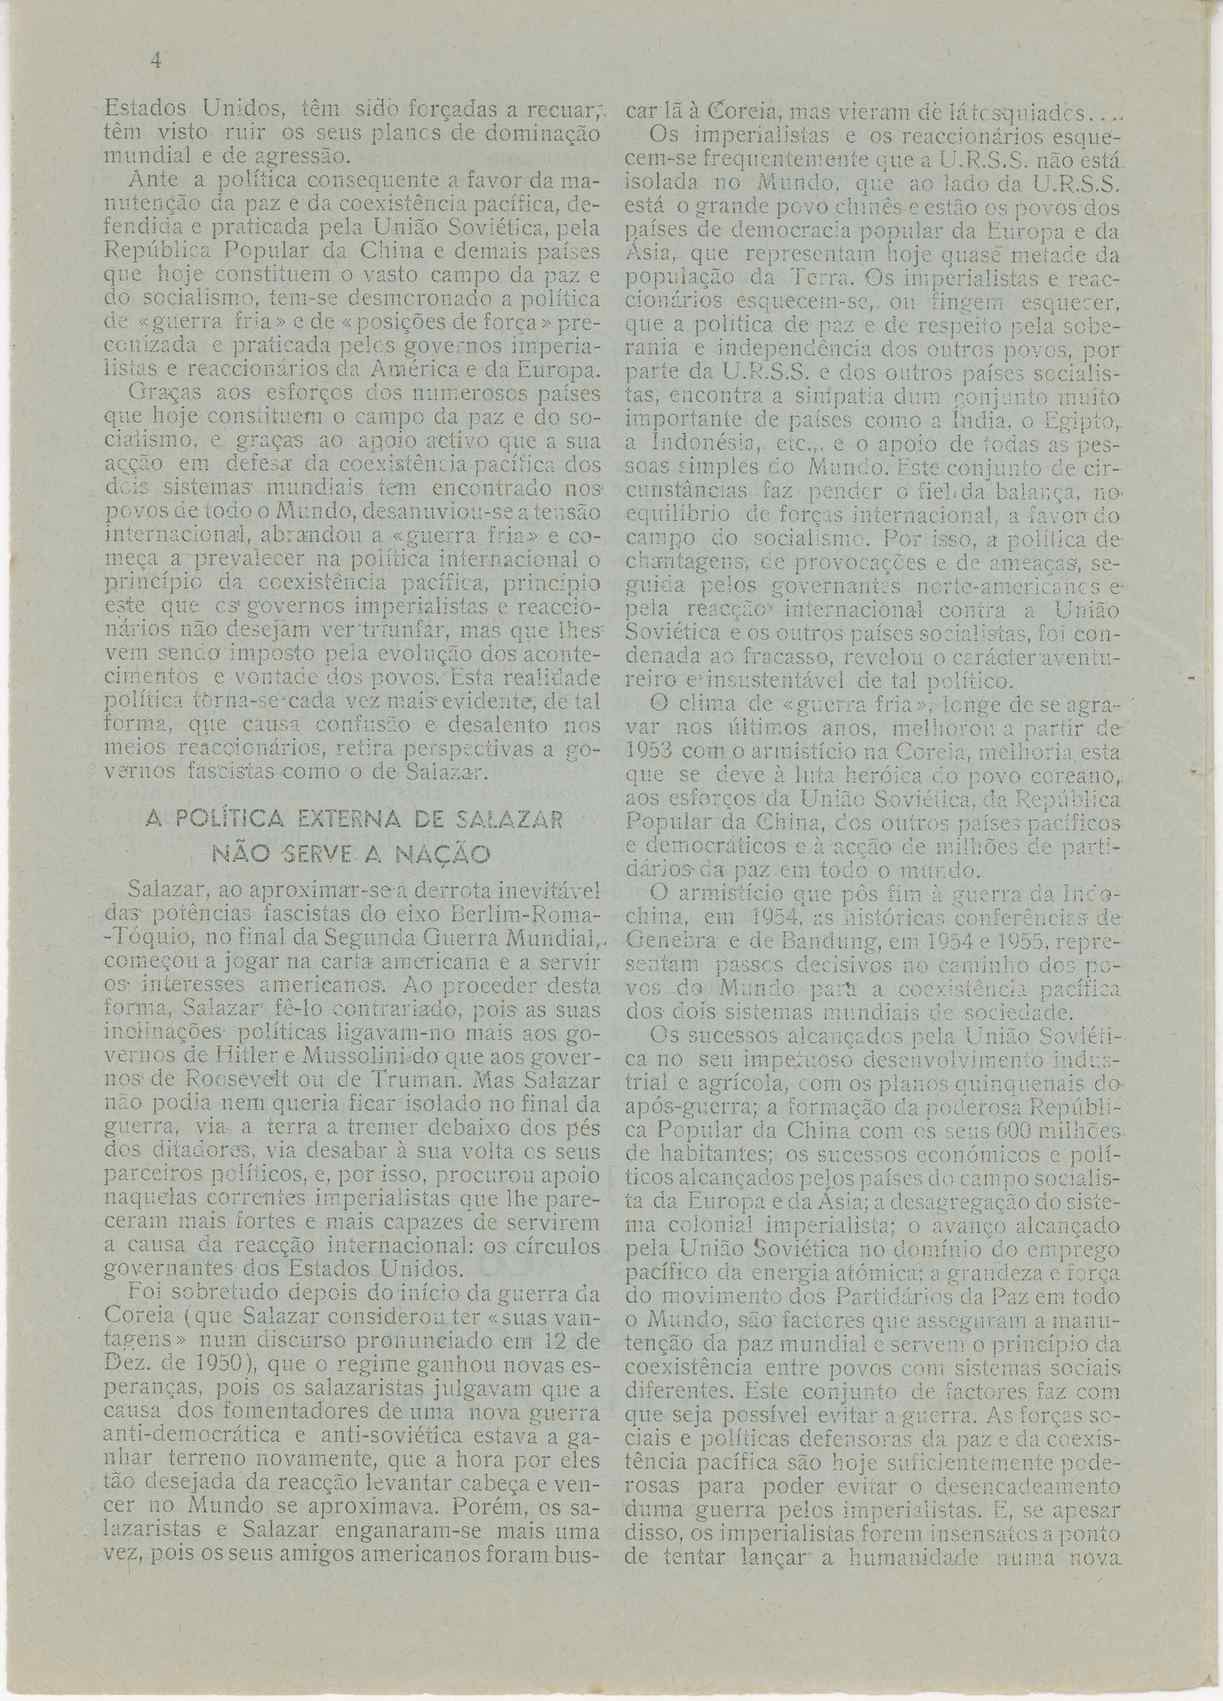 4
Estados Unidos, têm sido forçadas a recuar,
têm visto ruir os seus planos de dominação
mundial e de agressão.
Ante a política consequente a favor da ma-
nutenção da paz e da coexistência pacífica, de-
fendida e praticada pela União Soviética, pela
República Popular da China e demais países
que hoje constituem o vasto campo da paz e
do socialismo, tem-se desmoronado a política
de «guerra fria» e de «posições de força» pre-
conizada e praticada pelos governos imperia-
listas e reaccionários da América e da Europa.
Graças aos esforços dos numerosos países
que hoje constituem o campo da paz e do so-
cialismo, e graças ao apoio activo que a sua
acção em defesa da coexistência pacífica dos
dois sistemas mundiais tem encontrado nos
povos de todo o Mundo, desanuviou-se a tensão
internacional, abrandou a «guerra fria» e co-
meça a prevalecer na política internacional o
princípio da coexistência pacífica, princípio
este que os governos imperialistas e reaccio-
nários não desejam ver triunfar, mas que lhes
vem sendo imposto pela evolução dos aconte-
cimentos e vontade dos povos. Esta realidade
política torna-se cada vez mais evidente, de tal
forma, que causa confusão e desalento nos
meios reaccionários, retira perspectivas a go-
vernos fascistas como o de Salazar.
A POLÍTICA EXTERNA DE SALAZAR
NÃO SERVE A NAÇÃO
Salazar, ao aproximar-se a derrota inevitável
das potências fascistas do eixo Berlim-Roma-
-Tóquio, no final da Segunda Guerra Mundial,
começou a jogar na carta americana e a servir
os interesses americanos. Ao proceder desta
forma, Salazar fê-lo contrariado, pois as suas
inclinações políticas ligavam-no mais aos go-
vernos de Hitler e Mussolini do que aos gover-
nos de Roosevelt ou de Truman. Mas Salazar
não podia nem queria ficar isolado no final da
guerra, via a terra a tremer debaixo dos pés
dos ditadores, via desabar à sua volta os seus
parceiros políticos, e, por isso, procurou apoio
naquelas correntes imperialistas que lhe pare-
ceram mais fortes e mais capazes de servirem
a causa da reacção internacional: os círculos
governantes dos Estados Unidos.
Foi sobretudo depois do início da guerra da
Coreia (que Salazar considerou ter «suas van-
tagens» num discurso pronunciado em 12 de
Dez. de 1950), que o regime ganhou novas es-
peranças, pois os salazaristas julgavam que a
causa dos fomentadores de uma nova guerra
anti-democrática e anti-soviética estava a ga-
nhar terreno novamente, que a hora por eles
tão desejada da reacção levantar cabeça e ven-
cer no Mundo se aproximava. Porém, os sa-
lazaristas e Salazar enganaram-se mais uma
vez, pois os seus amigos americanos foram bus-
car lã à Coreia, mas vieram de lá tosquiados....
Os imperialistas e os reaccionários esque-
cem-se frequentemente que a U.R.S.S. não está
isolada no Mundo, que ao lado da U.R.S.S.
está o grande povo chinês e estão os povos dos
países de democracia popular da Europa e da
Ásia, que representam hoje quase metade da
população da Terra. Os imperialistas e reac-
cionários esquecem-se, ou fingem esquecer,
que a política de paz e de respeito pela sobe-
rania e independência dos outros povos, por
parte da U.R.S.S. e dos outros países socialis-
tas, encontra a simpatia dum conjunto muito
importante de países como a Índia, o Egipto,
a Indonésia, etc., e o apoio de todas as pes-
soas simples do Mundo. Este conjunto de cir-
cunstâncias faz pender o fiel da balança, no
equilíbrio de forças internacional, a favor do
campo do socialismo. Por isso, a política de
chantagens, de provocações e de ameaças, se-
guida pelos governantes norte-americanos e
pela reacção internacional contra a União
Soviética e os outros países socialistas, foi con-
denada ao fracasso, revelou o carácter aventu-
reiro e insustentável de tal político.
O clima de «guerra fria», longe de se agra-
var nos últimos anos, melhorou a partir de
1953 com o armistício na Coreia, melhoria esta
que se deve à luta heróica do povo coreano,
aos esforços da União Soviética, da República
Popular da China, dos outros países pacíficos
e democráticos e à acção de milhões de parti-
dários da paz em todo o mundo.
O armistício que pôs fim à guerra da Indo-
china, em 1954, as históricas conferências de
Genebra e de Bandung, em 1954 e 1955, repre-
sentam passos decisivos no caminho dos po-
vos do Mundo para a coexistência pacífica
dos dois sistemas mundiais de sociedade.
Os sucessos alcançados pela União Soviéti-
ca no seu impetuoso desenvolvimento indus-
trial e agrícola, com os planos quinquenais do
após-guerra; a formação da poderosa Repúbli-
ca Popular da China com os seus 600 milhões
de habitantes; os sucessos económicos e polí-
ticos alcançados pelos países do campo socialis-
ta da Europa e da Ásia; a desagregação do siste-
ma colonial imperialista; o avanço alcançado
pela União Soviética no domínio do emprego
pacífico da energia atómica; a grandeza e força
do movimento dos Partidários da Paz em todo
o Mundo, são factores que asseguram a manu-
tenção da paz mundial e servem o princípio da
coexistência entre povos com sistemas sociais
diferentes. Este conjunto de factores faz com
que seja possível evitar a guerra. As forças so-
ciais e políticas defensoras da paz e da coexis-
tência pacífica são hoje suficientemente pode-
rosas para poder evitar o desencadeamento
duma guerra pelos imperialistas. E, se apesar
disso, os imperialistas forem insensatos a ponto
de tentar lançar a humanidade numa nova